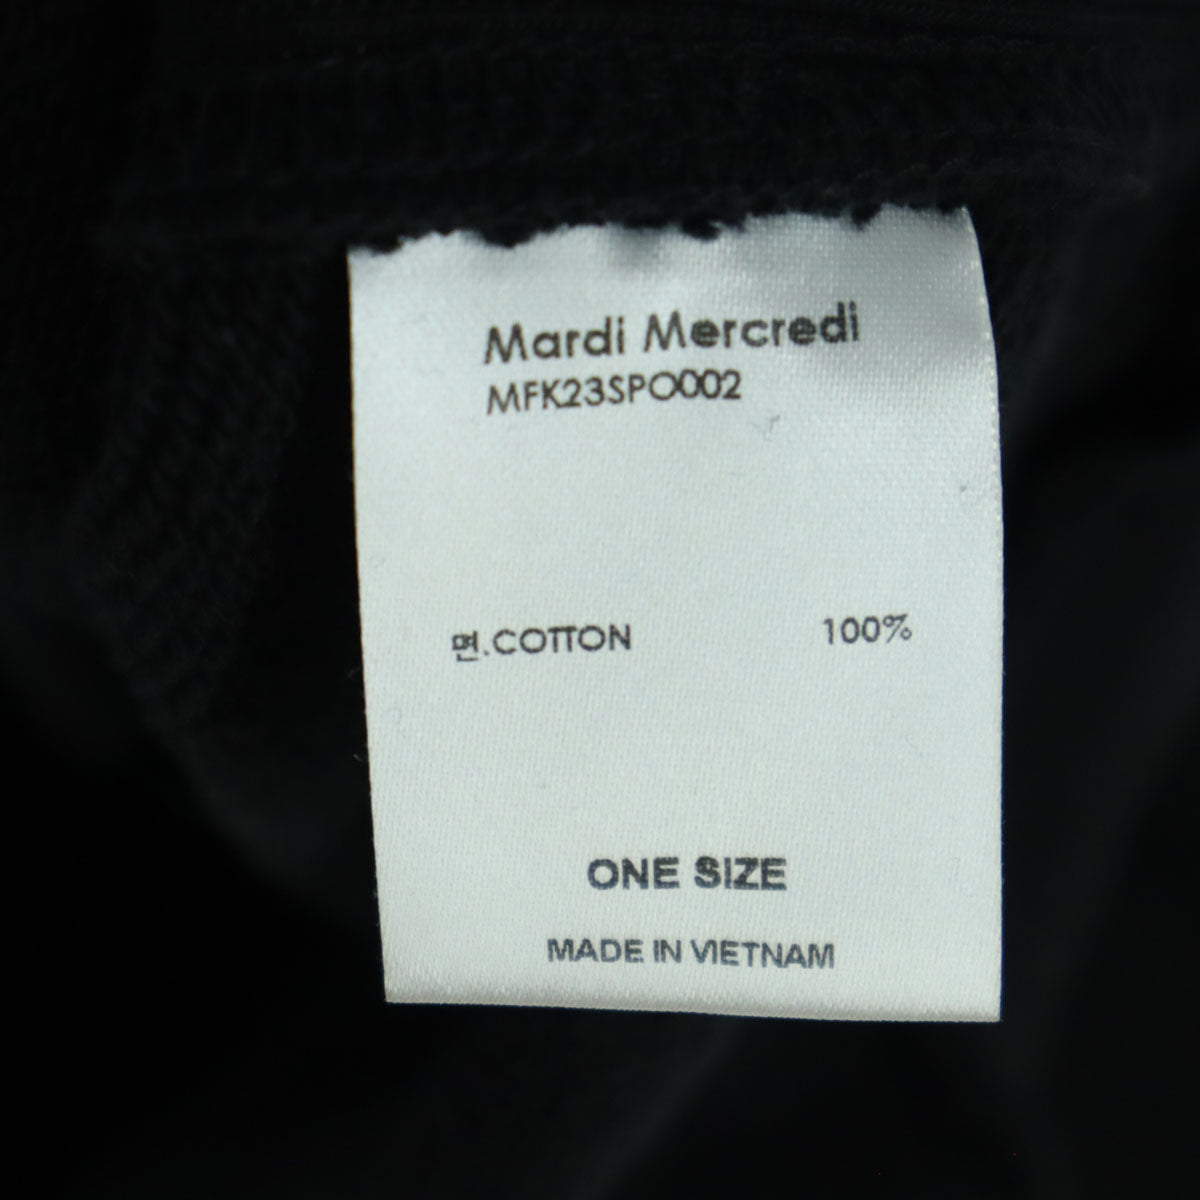 Mardi Mercredi
MFK23SPO002
면.COTTON 100%
ONE SIZE
MADE IN VIETNAM